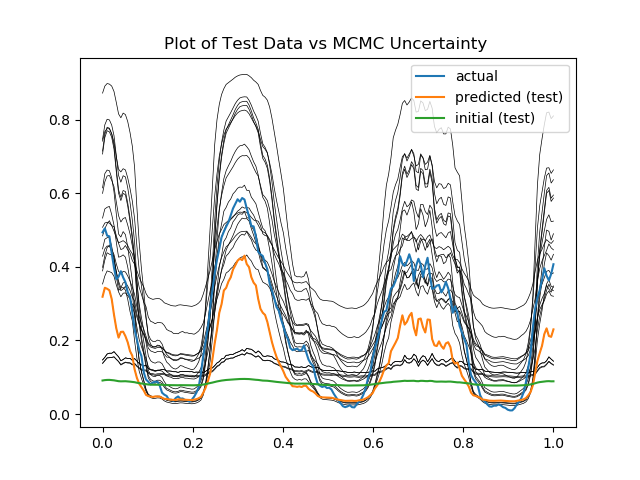 Plot of Test Data vs MCMC Uncertainty
actual
predicted (test)
initial (test)
0.8
0.6
0.4
0.2
0.0
0.0 0.2 0.4 0.6 0.8 1.0